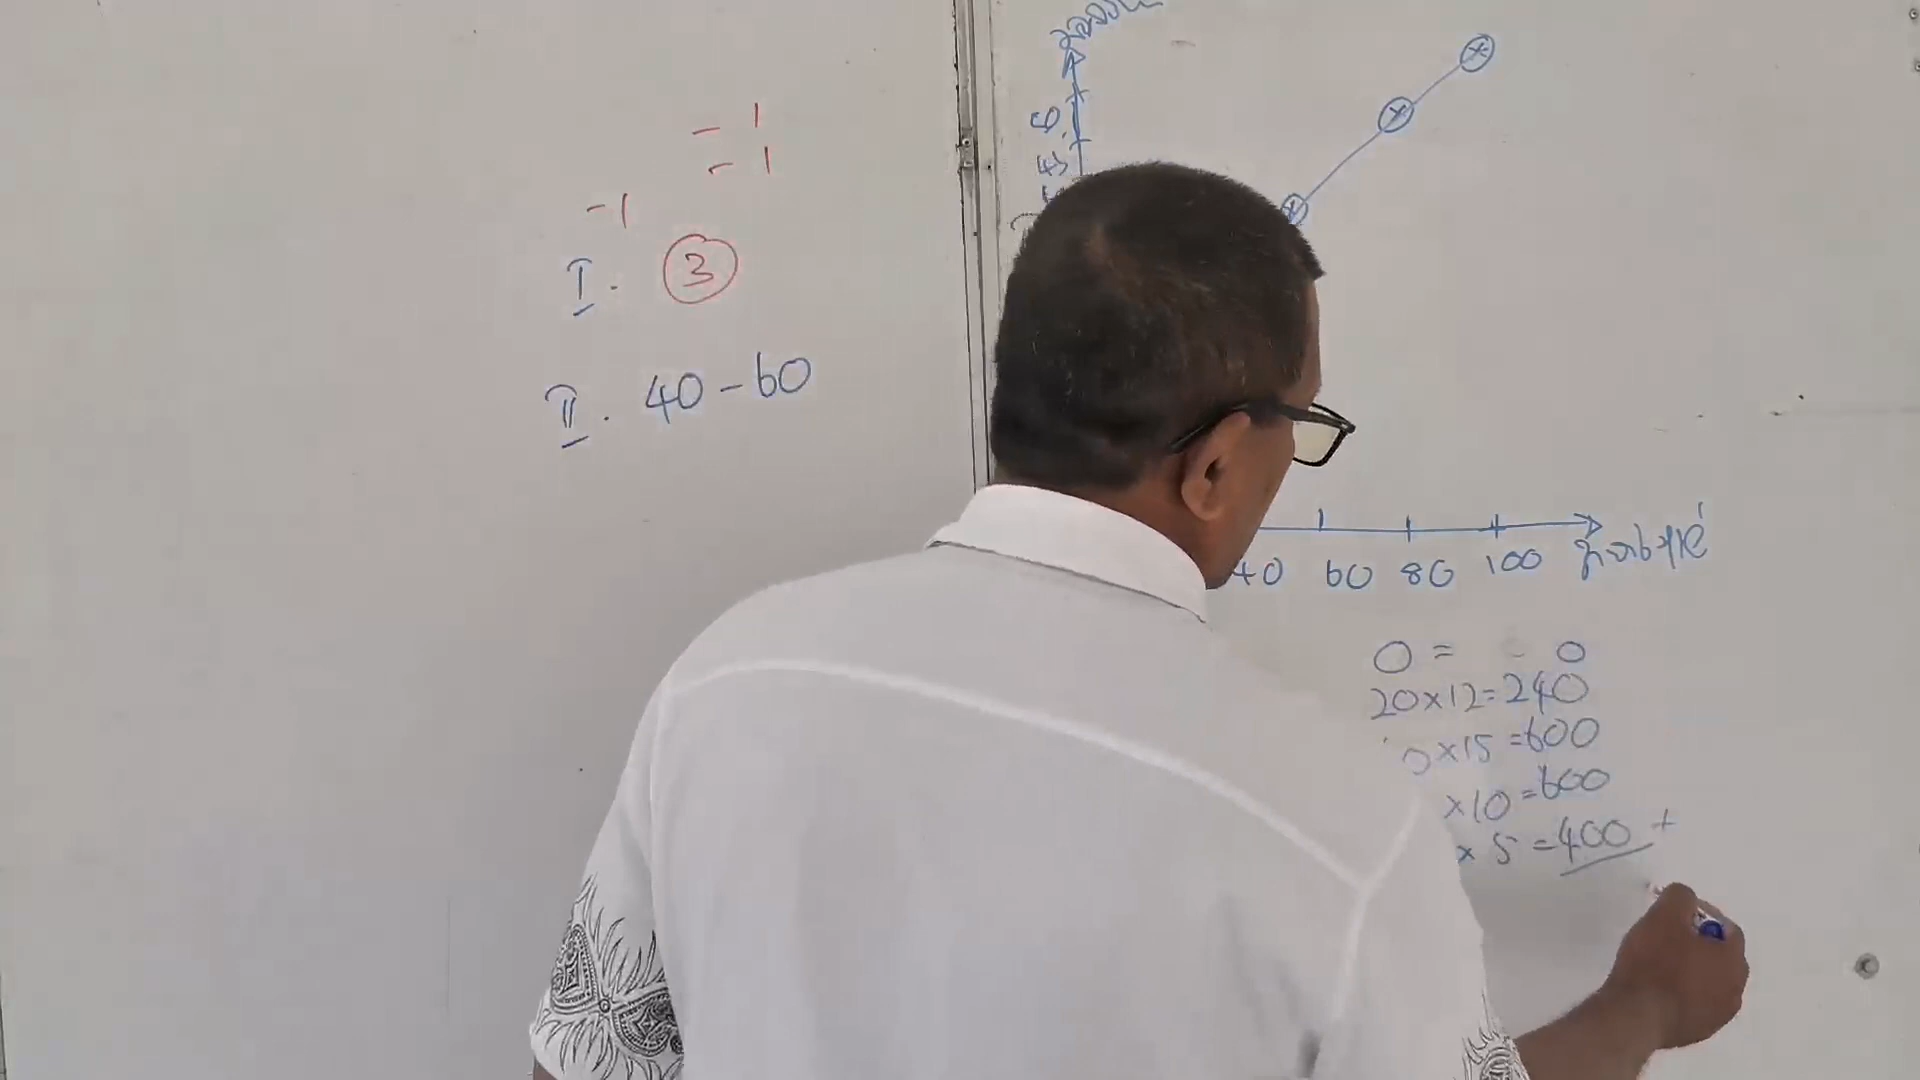 -1
-1
-1
I. 3
II. 40-60
45
40 60 80 100
0 = 0
20×12=240
×15=600
×10=600
× 5 =400 +